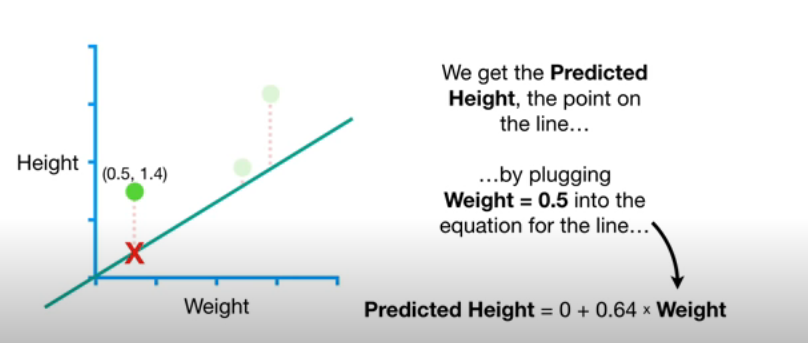 We get the Predicted
Height, the point on
the line...
Height
(0.5, 1.4)
...by plugging
Weight = 0.5 into the
equation for the line...
X
Weight
Predicted Height = 0 + 0.64 × Weight